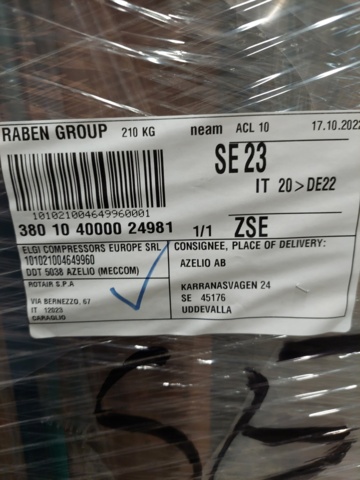 RABEN GROUP 210 KG neam ACL 10 17.10.2022
SE 23
IT 20>DE22
101021004649960001
380 10 40000 24981 1/1 ZSE
ELGI COMPRESSORS EUROPE SRL
101021004649960
DDT 5038 AZELIO (MECCOM)
ROTAIR S.P.A
VIA BERNEZZO, 67
IT 12023
CARAGLIO
CONSIGNEE, PLACE OF DELIVERY:
AZELIO AB
KARRANASVAGEN 24
SE 45176
UDDEVALLA